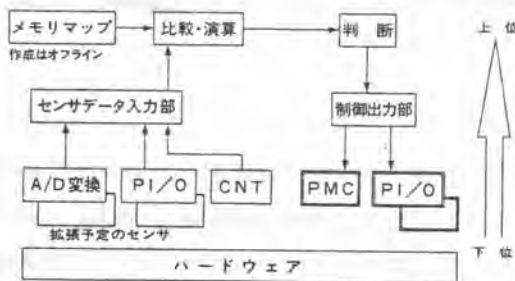 メモリマップ
比較・演算
判断
上位
作成はオフライン
センサデータ入力部
制御出力部
A/D変換
PI/O
CNT
PMC
PI/O
拡張予定のセンサ
下位
ハードウェア